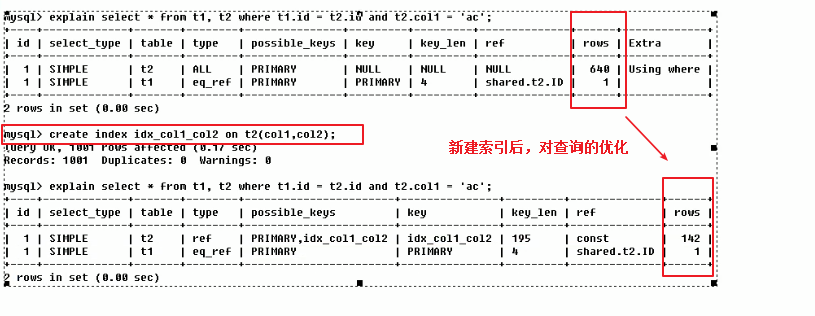 mysql> explain select * from t1, t2 where t1.id = t2.id and t2.col1 = 'ac';
| id | select_type | table | type | possible_keys | key | key_len | ref | rows | Extra |
| 1 | SIMPLE | t2 | ALL | PRIMARY | NULL | NULL | NULL | 640 | Using where |
| 1 | SIMPLE | t1 | eq_ref | PRIMARY | PRIMARY | 4 | shared.t2.ID | 1 | |
2 rows in set (0.00 sec)
mysql> create index idx_col1_col2 on t2(col1,col2);
Query OK, 1001 rows affected (0.17 sec)
Records: 1001 Duplicates: 0 Warnings: 0
新建索引后，对查询的优化
mysql> explain select * from t1, t2 where t1.id = t2.id and t2.col1 = 'ac';
| id | select_type | table | type | possible_keys | key | key_len | ref | rows |
| 1 | SIMPLE | t2 | ref | PRIMARY,idx_col1_col2 | idx_col1_col2 | 195 | const | 142 |
| 1 | SIMPLE | t1 | eq_ref | PRIMARY | PRIMARY | 4 | shared.t2.ID | 1 |
2 rows in set (0.00 sec)